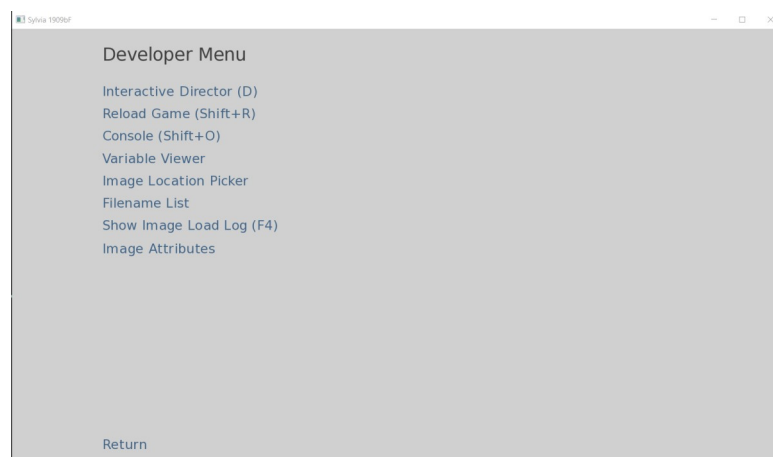 Sylvia 1909bF
Developer Menu
Interactive Director (D)
Reload Game (Shift+R)
Console (Shift+O)
Variable Viewer
Image Location Picker
Filename List
Show Image Load Log (F4)
Image Attributes
Return